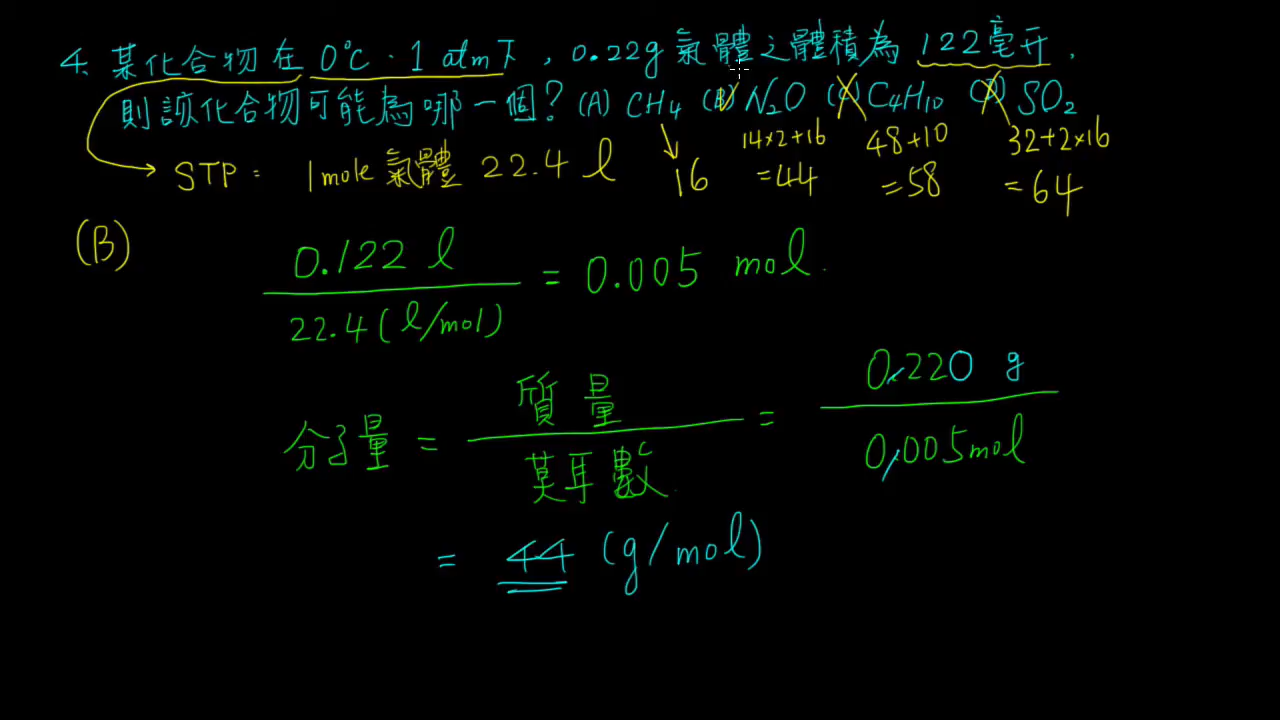 4、某化合物在 0℃.1 atm下,0.22g 氣體之體積為 122毫升,
則該化合物可能為哪一個?(A) CH₄ (B) N₂O (C) C₄H₁₀ (D) SO₂
14×2+16 48+10 32+2×16
STP: 1mole 氣體 22.4 l 16 =44 =58 =64
(B)
0.122 l
———— = 0.005 mol.
22.4 (l/mol)
分子量 = 質量 / 莫耳數 = 0.220 g / 0.005mol
= 44 (g/mol)